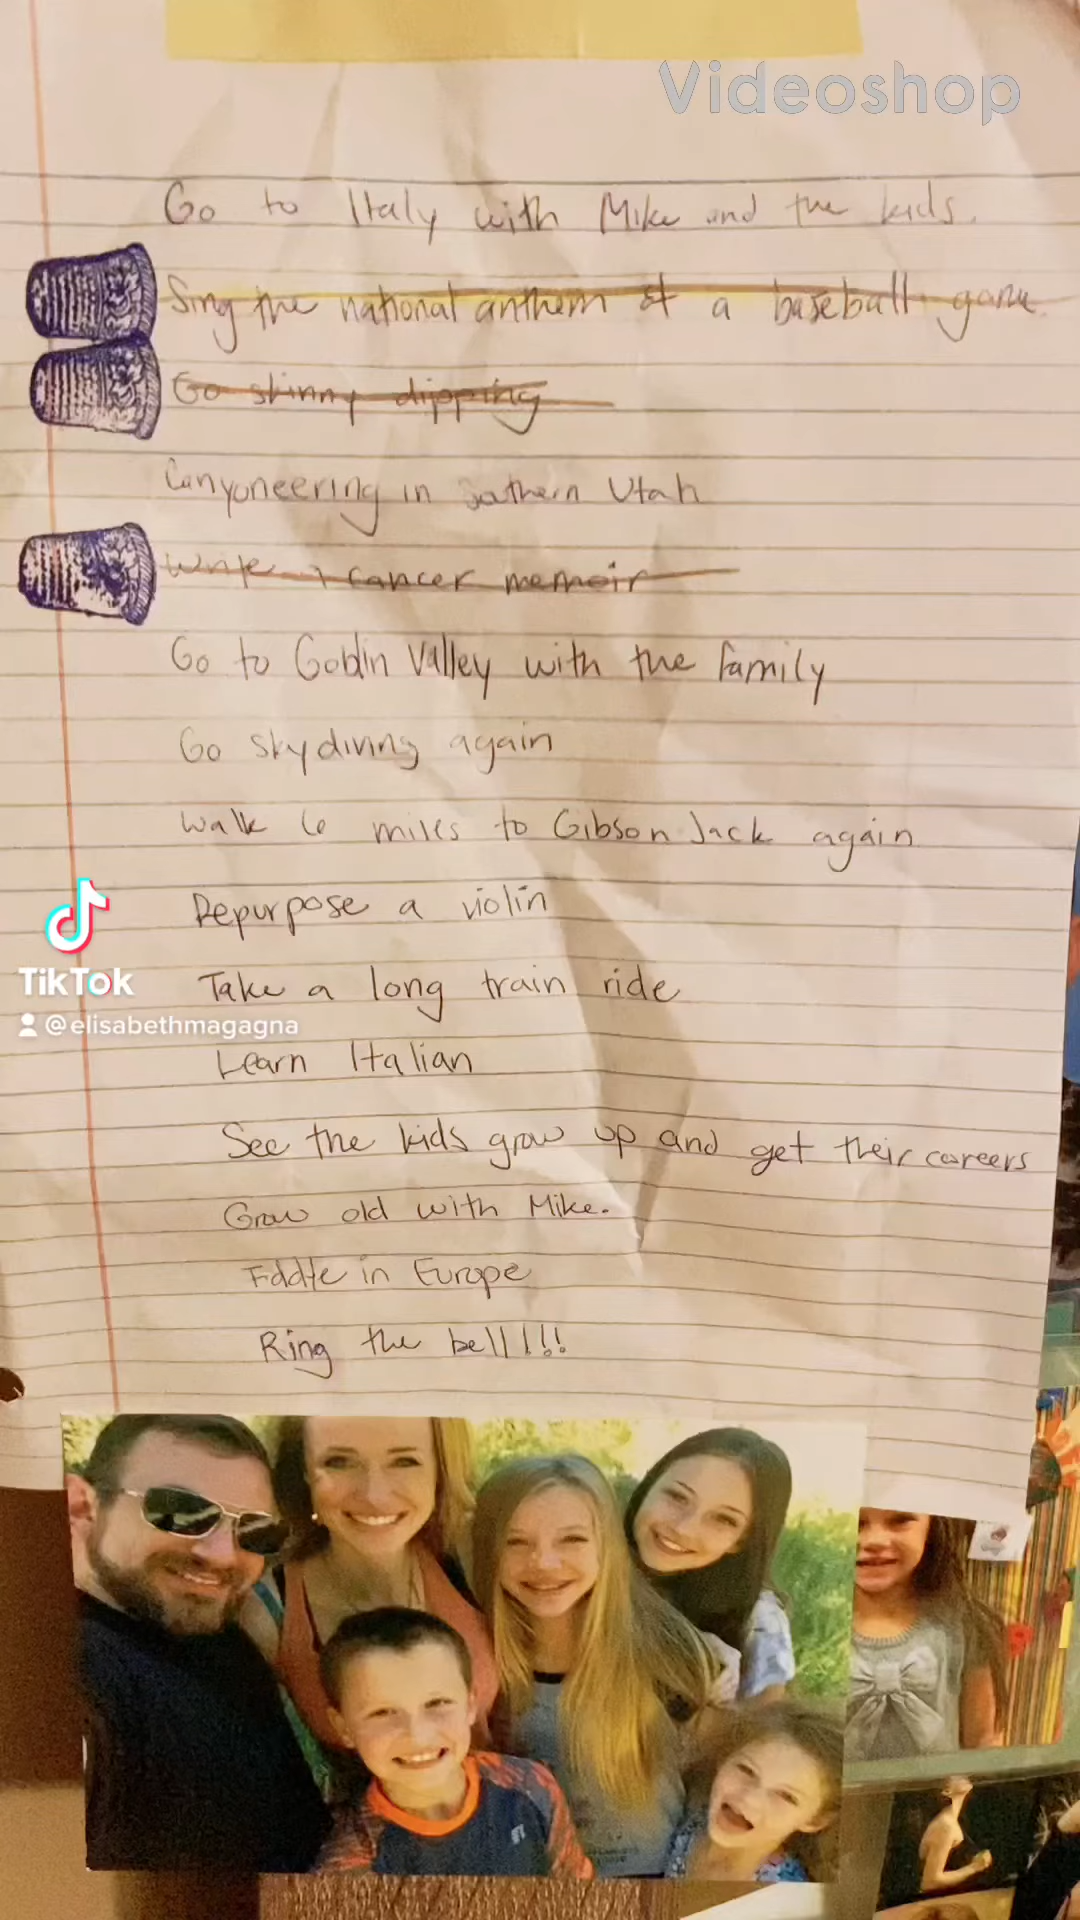 Videoshop
Go to Italy with Mike and the kids.
Sing the national anthem at a baseball game.
Go skinny dipping
Canyoneering in Southern Utah
Write a cancer memoir
Go to Goblin Valley with the family
Go skydiving again
Walk 6 miles to Gibson Jack again
Repurpose a violin
Take a long train ride
TikTok
@elisabethmagagna
Learn Italian
See the kids grow up and get their careers
Grow old with Mike.
Fiddle in Europe
Ring the bell!!!